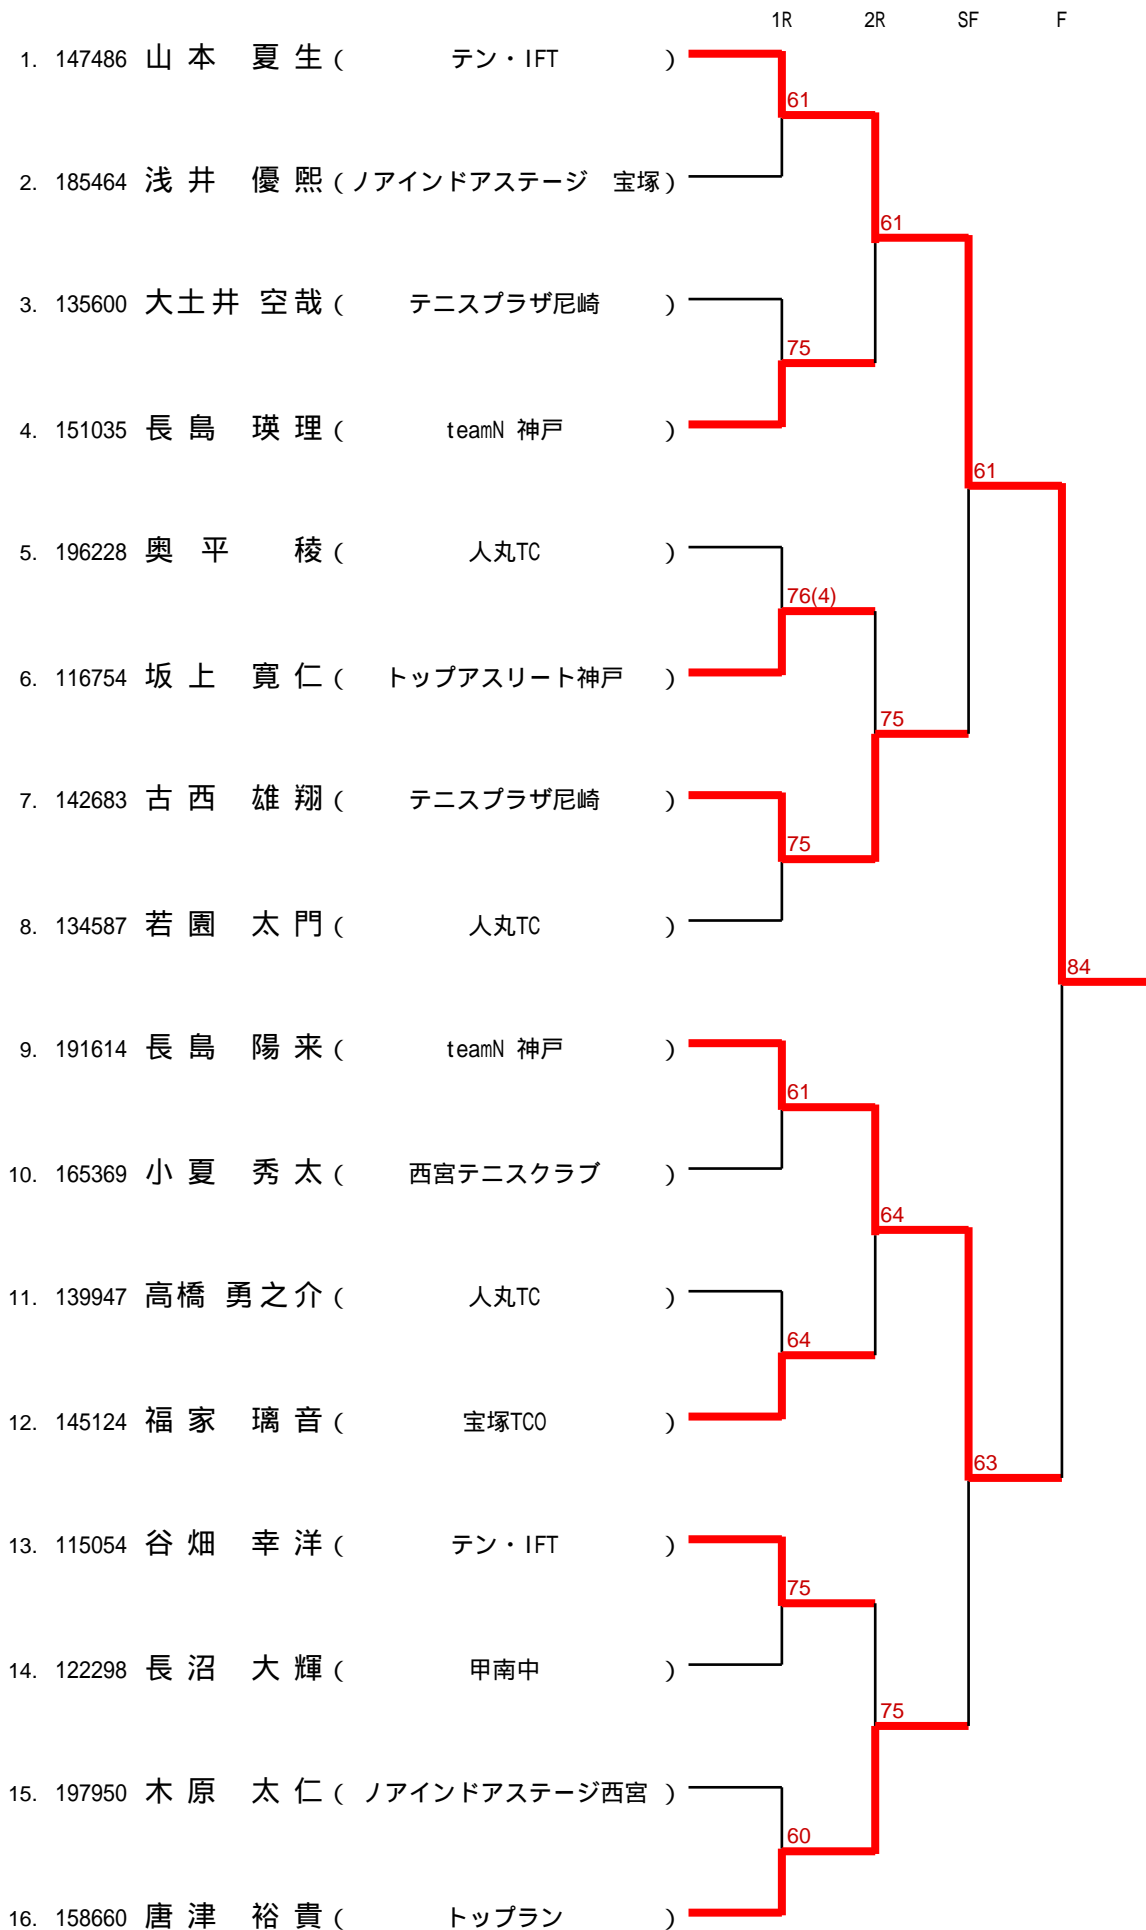 1R 2R SF F
1. 147486 山本 夏生 ( テン・IFT )
61
2. 185464 浅井 優熙 ( ノアインドアステージ 宝塚 )
61
3. 135600 大土井 空哉 ( テニスプラザ尼崎 )
75
4. 151035 長島 瑛理 ( teamN 神戸 )
61
5. 196228 奥平 稜 ( 人丸TC )
76(4)
6. 116754 坂上 寛仁 ( トップアスリート神戸 )
75
7. 142683 古西 雄翔 ( テニスプラザ尼崎 )
75
8. 134587 若園 太門 ( 人丸TC )
84
9. 191614 長島 陽来 ( teamN 神戸 )
61
10. 165369 小夏 秀太 ( 西宮テニスクラブ )
64
11. 139947 高橋 勇之介 ( 人丸TC )
64
12. 145124 福家 璃音 ( 宝塚TCO )
63
13. 115054 谷畑 幸洋 ( テン・IFT )
75
14. 122298 長沼 大輝 ( 甲南中 )
75
15. 197950 木原 太仁 ( ノアインドアステージ西宮 )
60
16. 158660 唐津 裕貴 ( トップラン )